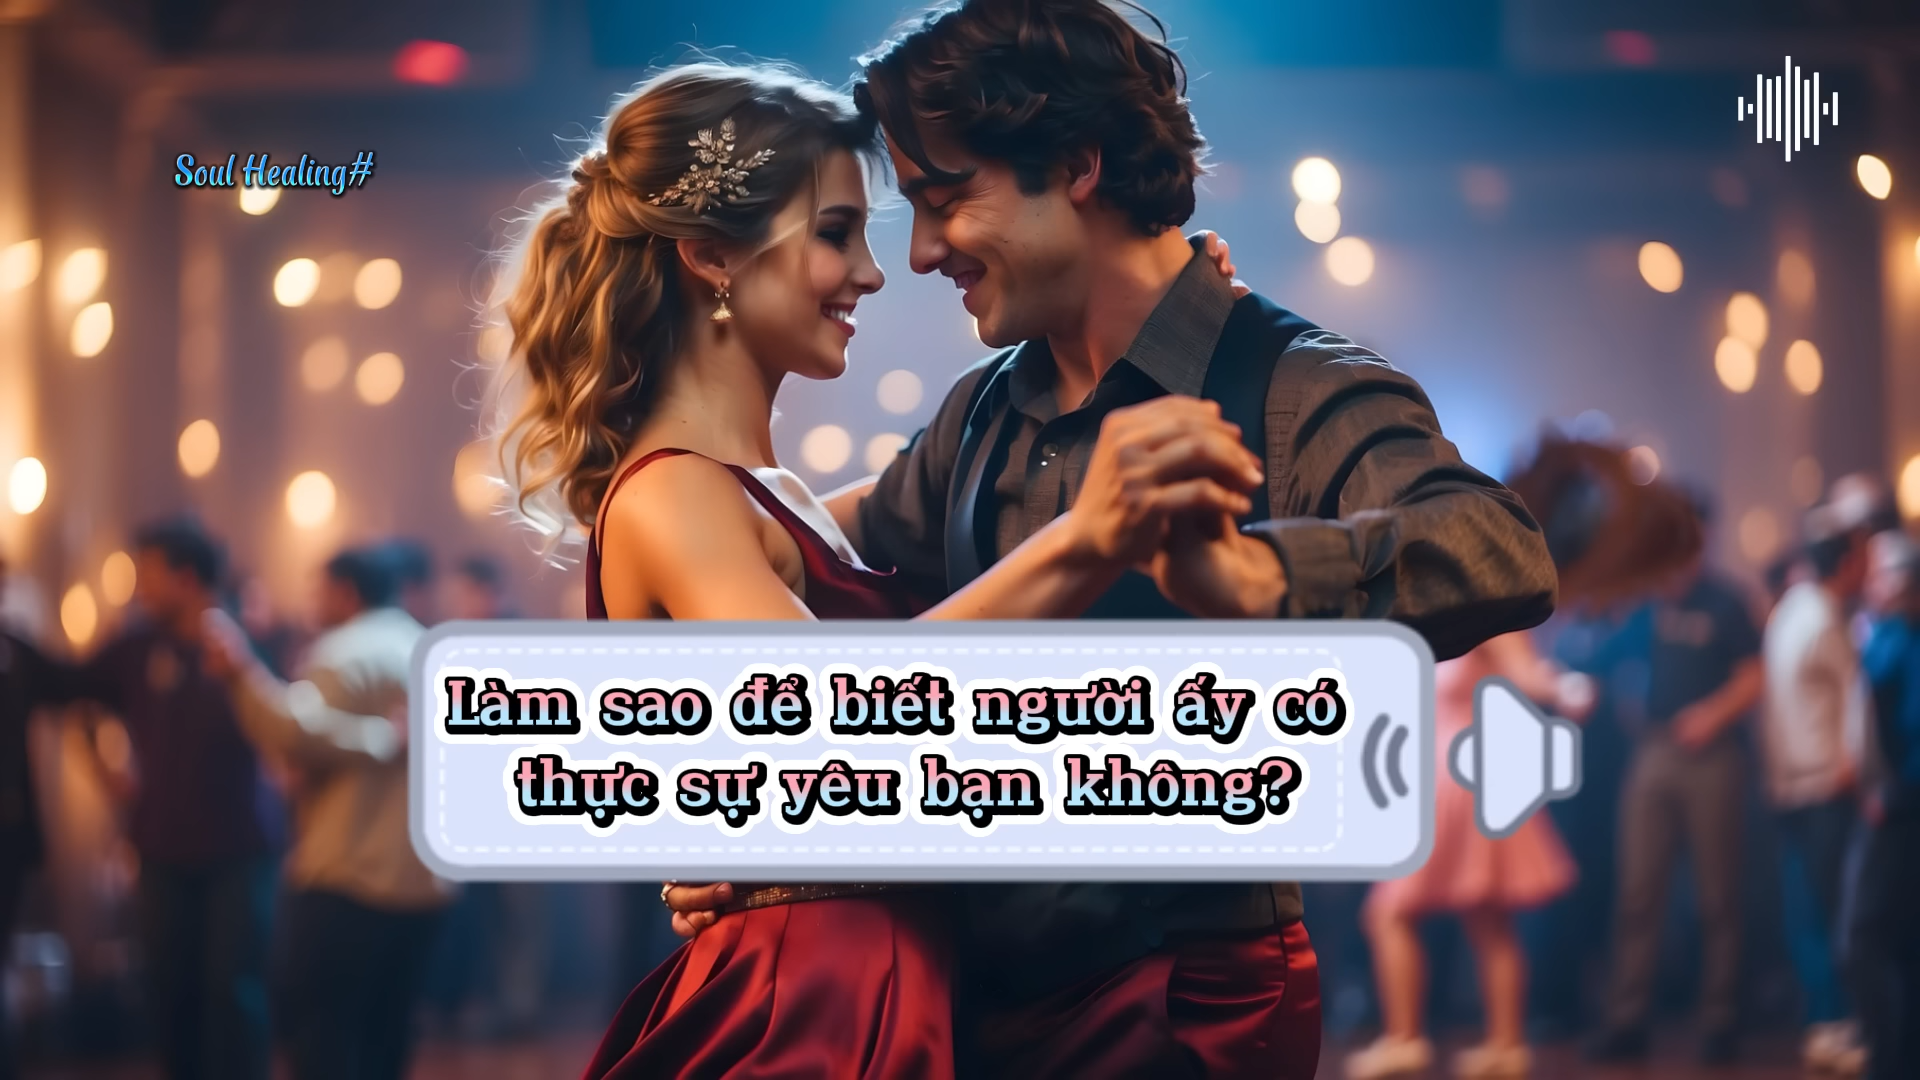 Soul Healing#
Làm sao để biết người ấy có
thực sự yêu bạn không?